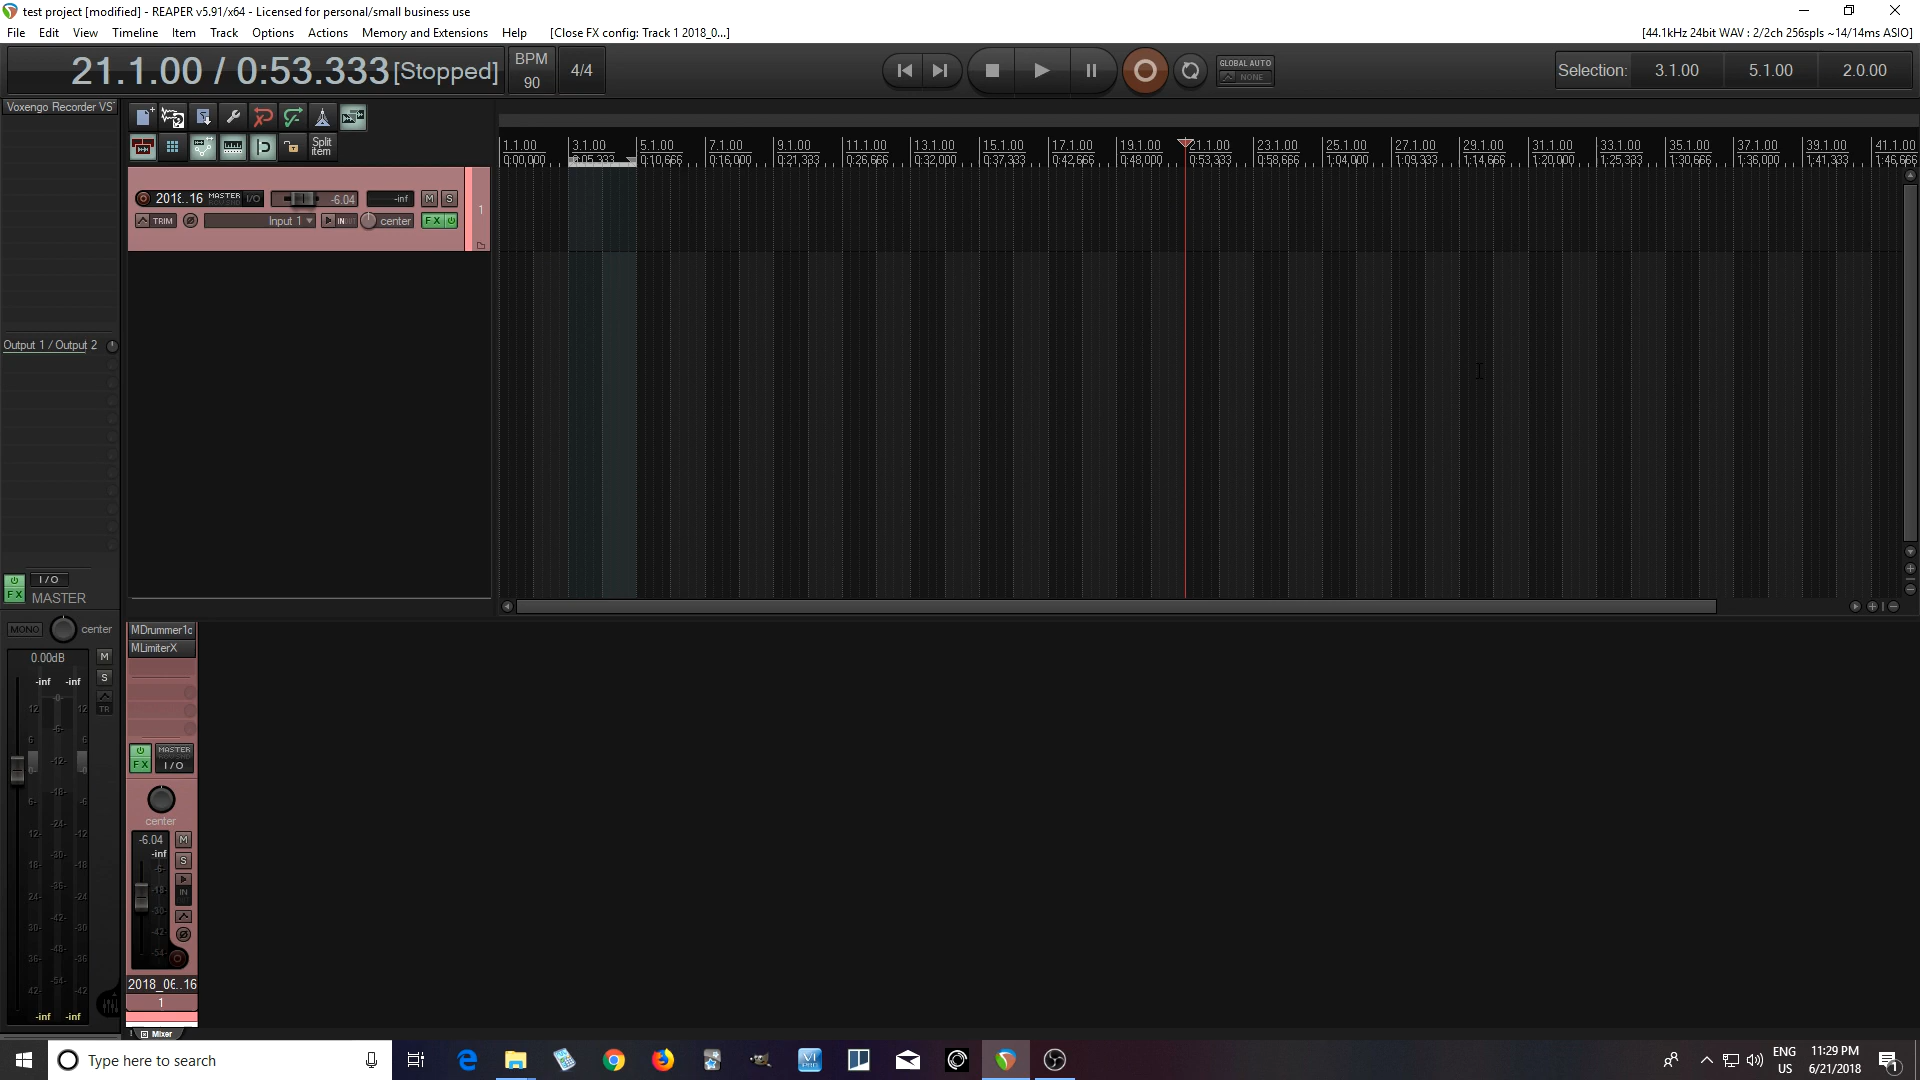 test project [modified] - REAPER v5.91/x64 - Licensed for personal/small business use
File Edit View Timeline Item Track Options Actions Memory and Extensions Help [Close FX config: Track 1 2018_0...]
[44.1kHz 24bit WAV : 2/2ch 256spls ~14/14ms ASIO]
21.1.00 / 0:53.333 [Stopped]
BPM
90
4/4
GLOBAL AUTO
NONE
Selection: 3.1.00 5.1.00 2.0.00
Voxengo Recorder VS
Split
item
1.1.00 3.1.00 5.1.00 7.1.00 9.1.00 11.1.00 13.1.00 15.1.00 17.1.00 19.1.00 21.1.00 23.1.00 25.1.00 27.1.00 29.1.00 31.1.00 33.1.00 35.1.00 37.1.00 39.1.00 41.1.00
0:00.000 0:05.333 0:10.666 0:16.000 0:21.333 0:26.666 0:32.000 0:37.333 0:42.666 0:48.000 0:53.333 0:58.666 1:04.000 1:09.333 1:14.666 1:20.000 1:25.333 1:30.666 1:36.000 1:41.333 1:46.666
2018..16 MASTER I/O -6.04 -inf M S
1
TRIM Input 1 IN center FX
Output 1 / Output 2
I/O
FX MASTER
MONO center
0.00dB M
-inf -inf S
TR
12 12
6 -6- 6
0 -12- -0
6- -18- -6
12- -24- -12
18- -30- -18
24- -36- -24
30- -42- -30
36- -48- -36
42- -54- -42
-inf -inf
MDrummer1c
MLimiterX
MASTER
FX I/O
center
-6.04 M
-inf S
-6-
-18- IN
-30-
-42-
-54-
2018_06..16
1
Mixer
Type here to search
ENG
US
11:29 PM
6/21/2018
1